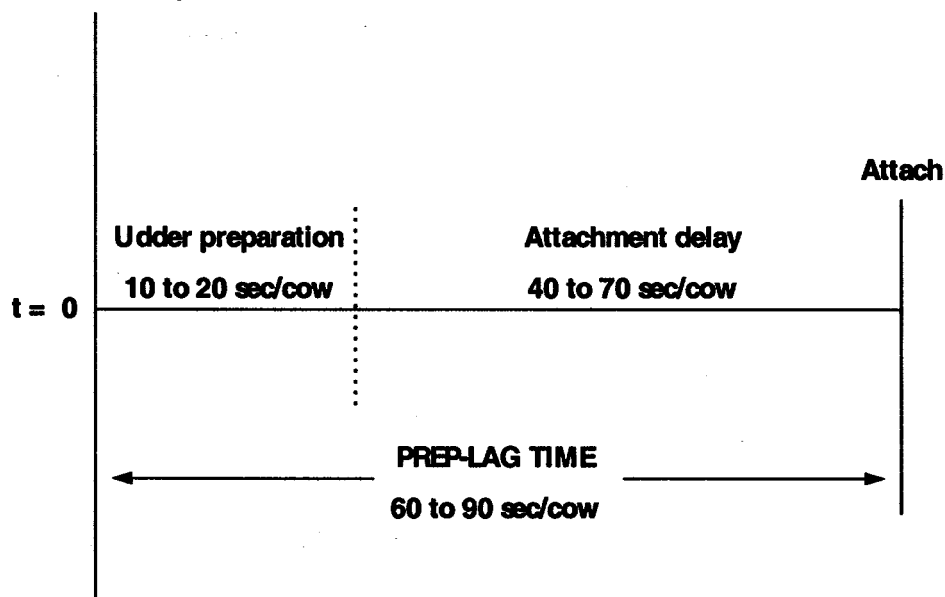 Attach
Udder preparation
10 to 20 sec/cow
Attachment delay
40 to 70 sec/cow
t = 0
PREP-LAG TIME
60 to 90 sec/cow